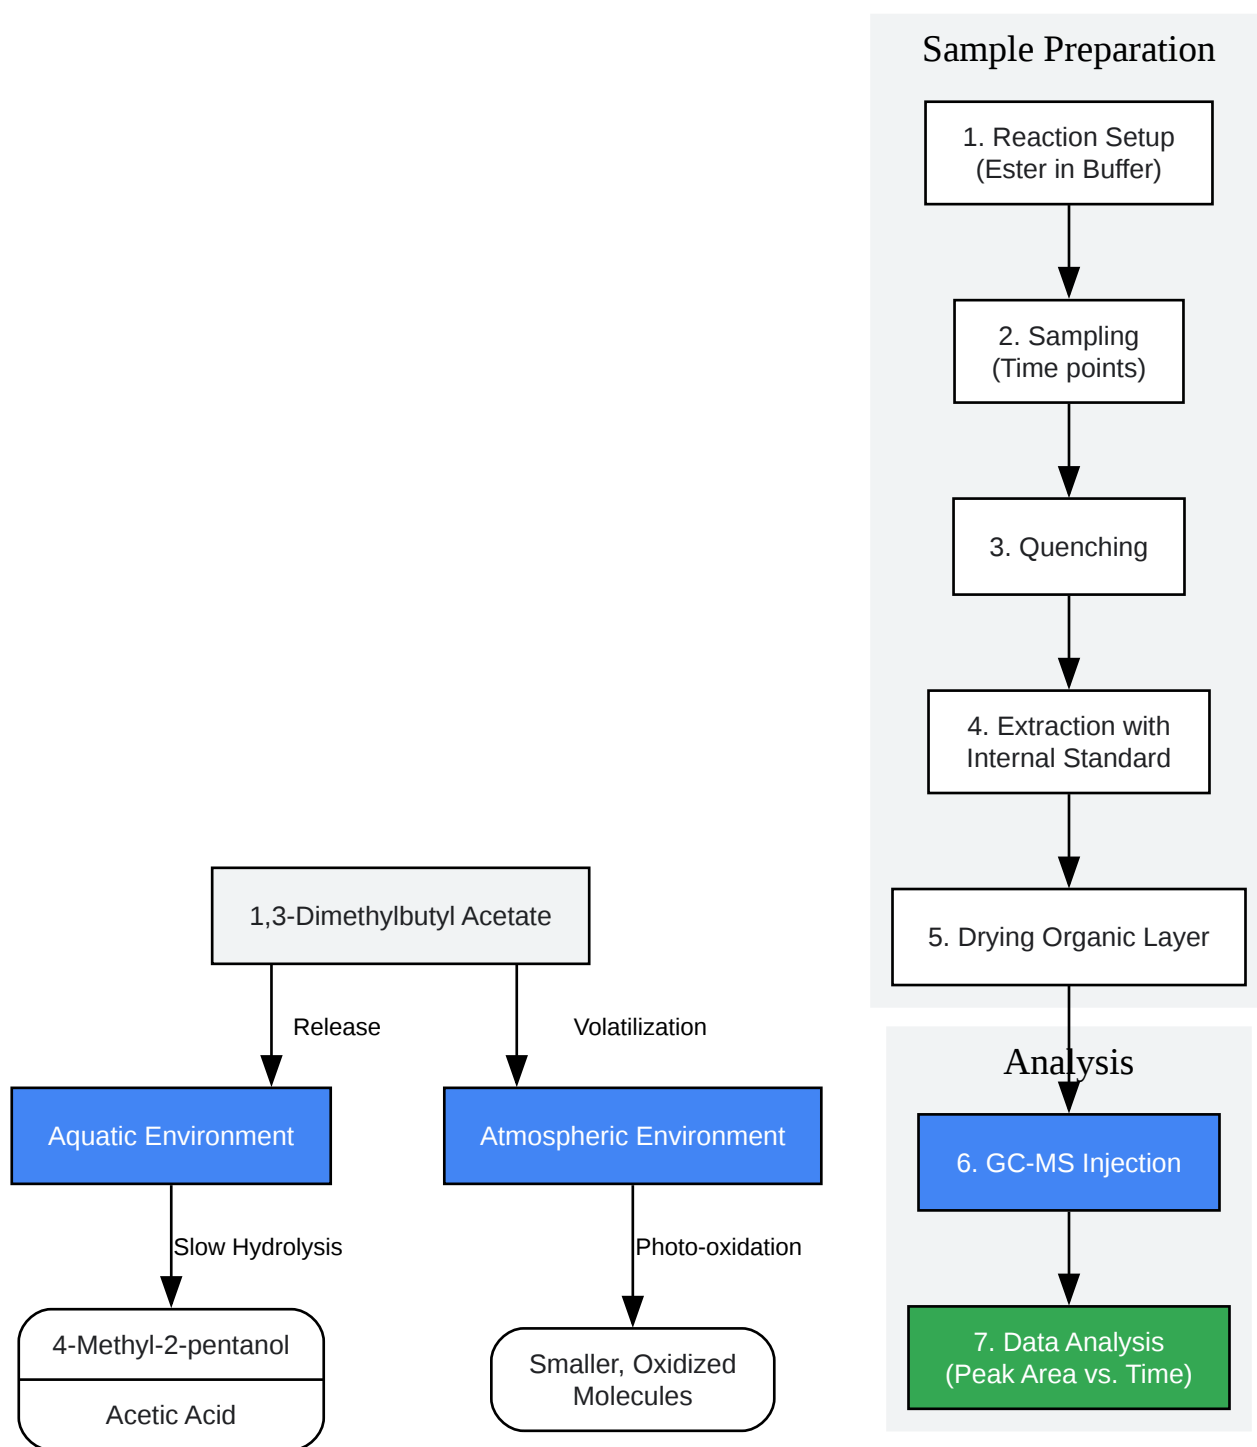 Sample Preparation
1. Reaction Setup
(Ester in Buffer)
2. Sampling
(Time points)
3. Quenching
4. Extraction with
Internal Standard
5. Drying Organic Layer
Analysis
6. GC-MS Injection
7. Data Analysis
(Peak Area vs. Time)
1,3-Dimethylbutyl Acetate
Release
Volatilization
Aquatic Environment
Atmospheric Environment
Slow Hydrolysis
Photo-oxidation
4-Methyl-2-pentanol
Acetic Acid
Smaller, Oxidized
Molecules